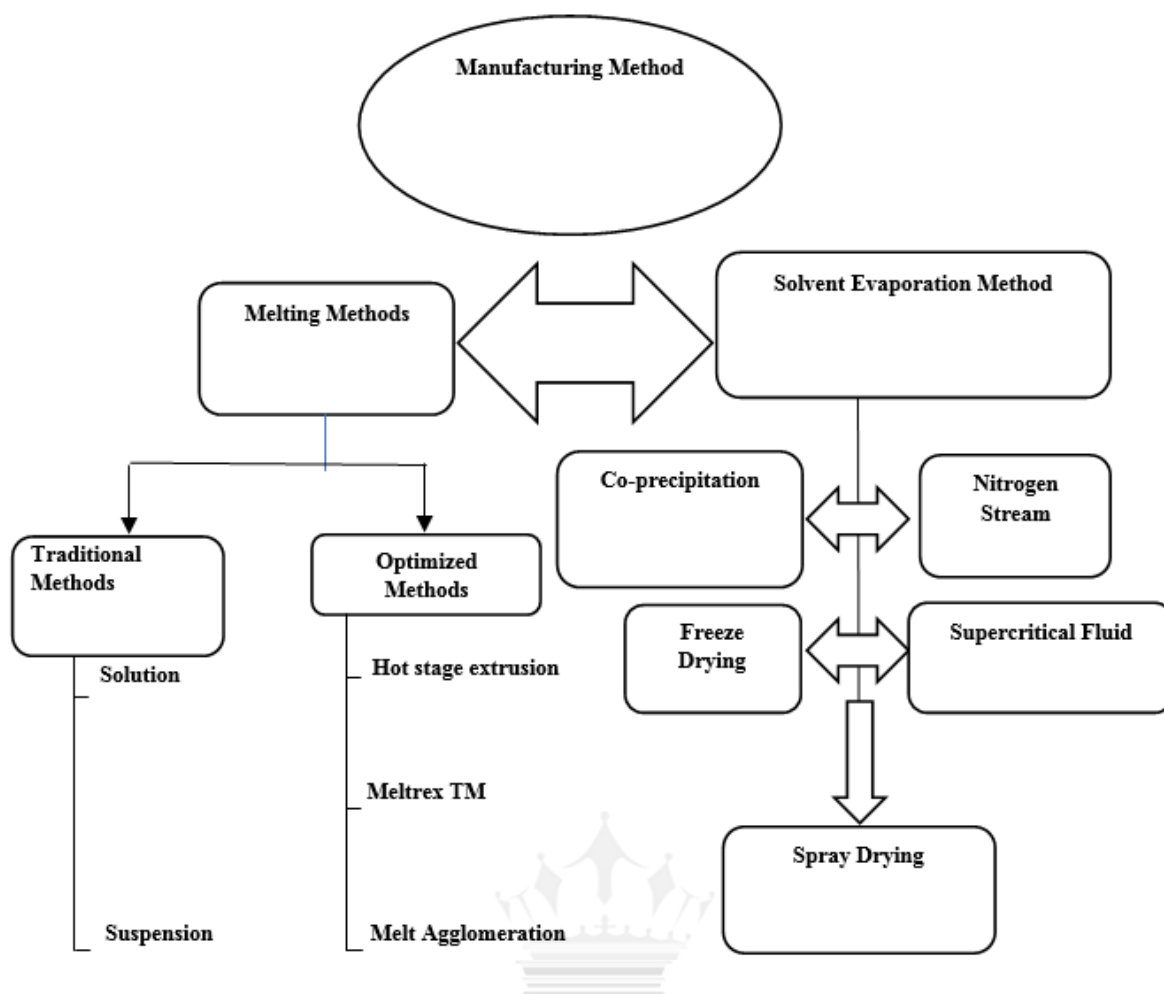 Manufacturing Method
Solvent Evaporation Method
Melting Methods
Co-precipitation
Nitrogen
Stream
Traditional
Methods
Optimized
Methods
Freeze
Drying
Supercritical Fluid
Solution
Hot stage extrusion
Meltrex TM
Spray Drying
Suspension
Melt Agglomeration